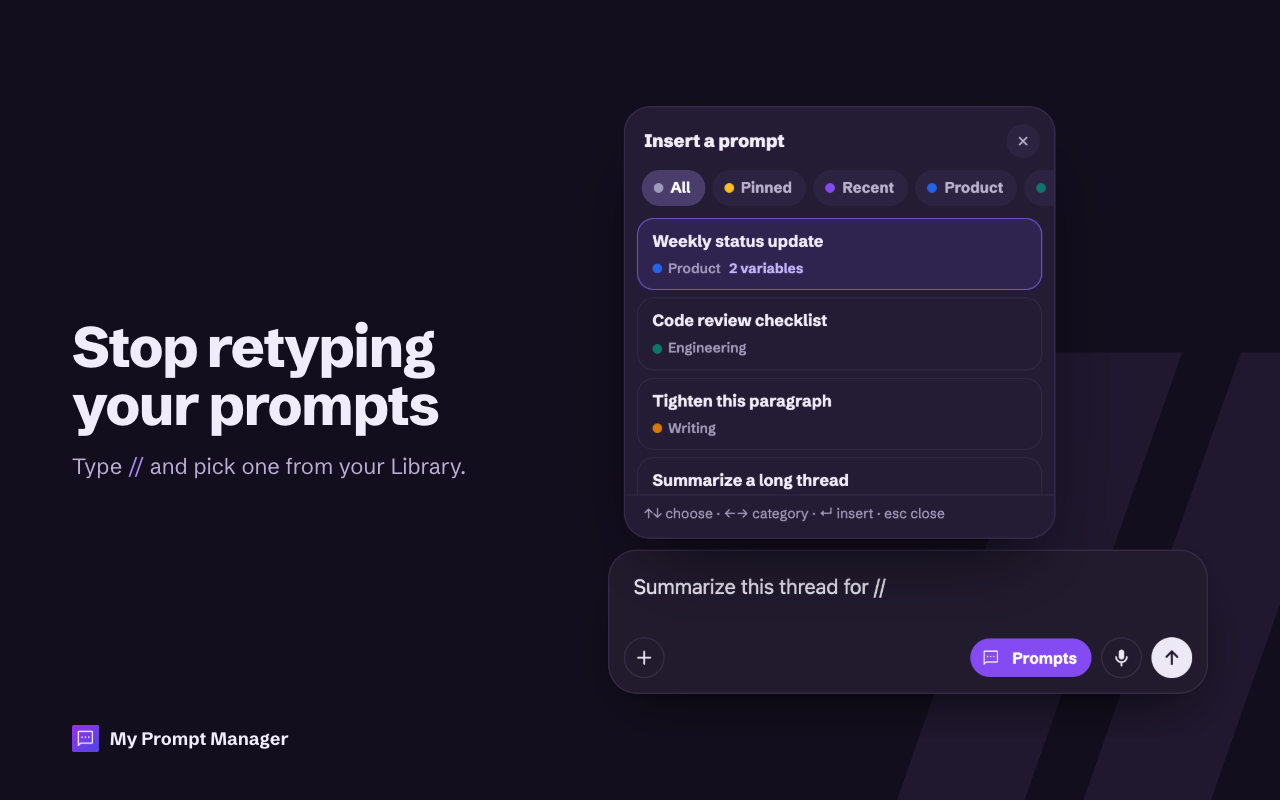 Stop retyping
your prompts
Type // and pick one from your Library.
My Prompt Manager
Insert a prompt
All
Pinned
Recent
Product
Weekly status update
Product 2 variables
Code review checklist
Engineering
Tighten this paragraph
Writing
Summarize a long thread
↑↓ choose · ←→ category · ↵ insert · esc close
Summarize this thread for //
Prompts